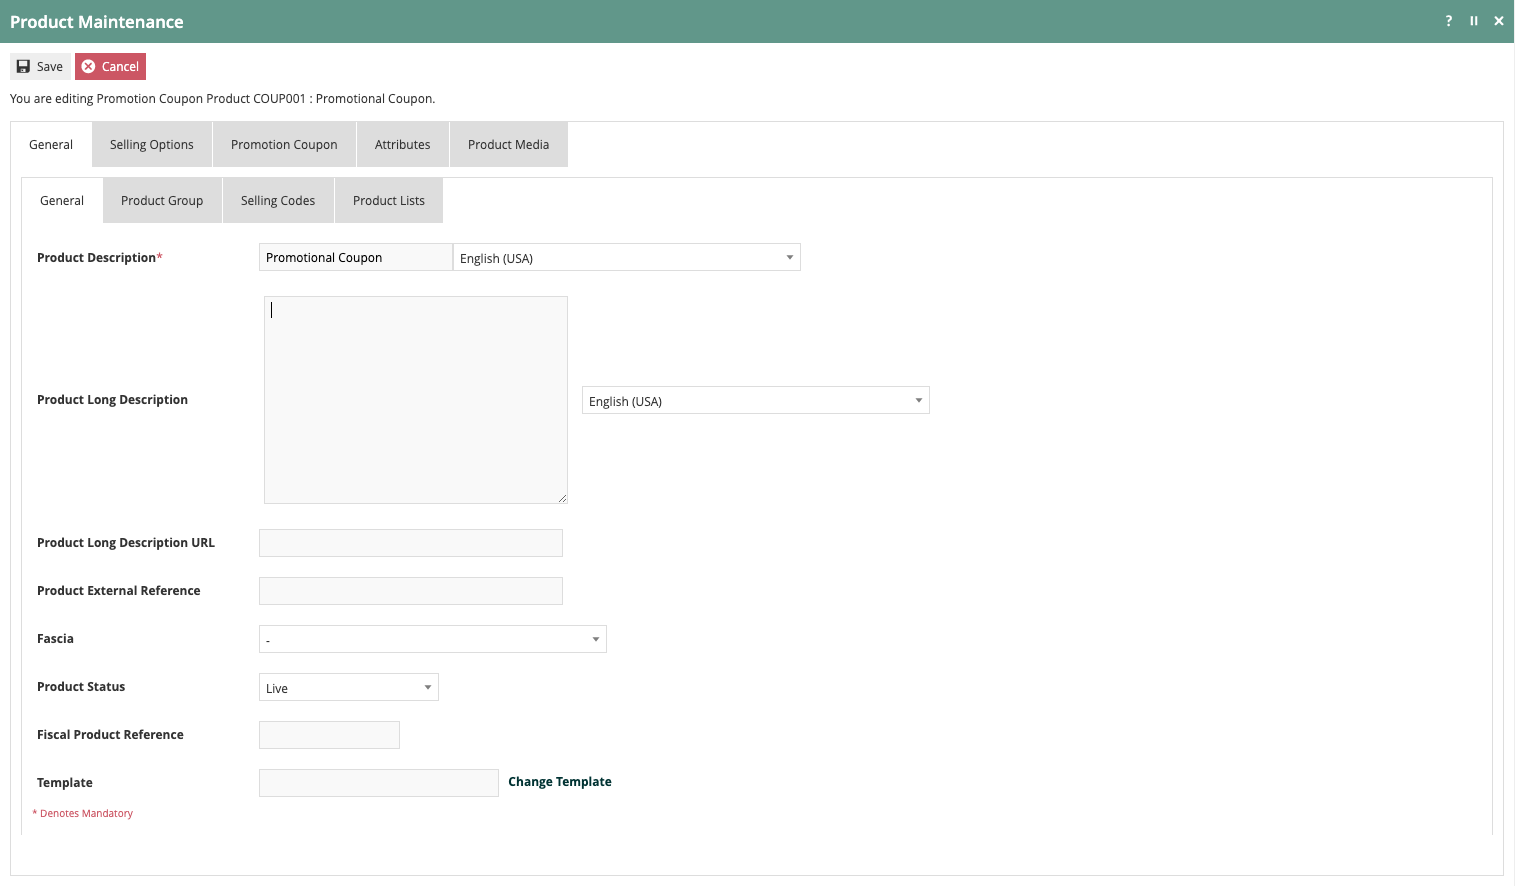 Product Maintenance
?
Save Cancel
You are editing Promotion Coupon Product COUP001 : Promotional Coupon.
General Selling Options Promotion Coupon Attributes Product Media
General Product Group Selling Codes Product Lists
Product Description* Promotional Coupon English (USA)
Product Long Description English (USA)
Product Long Description URL
Product External Reference
Fascia -
Product Status Live
Fiscal Product Reference
Template Change Template
* Denotes Mandatory